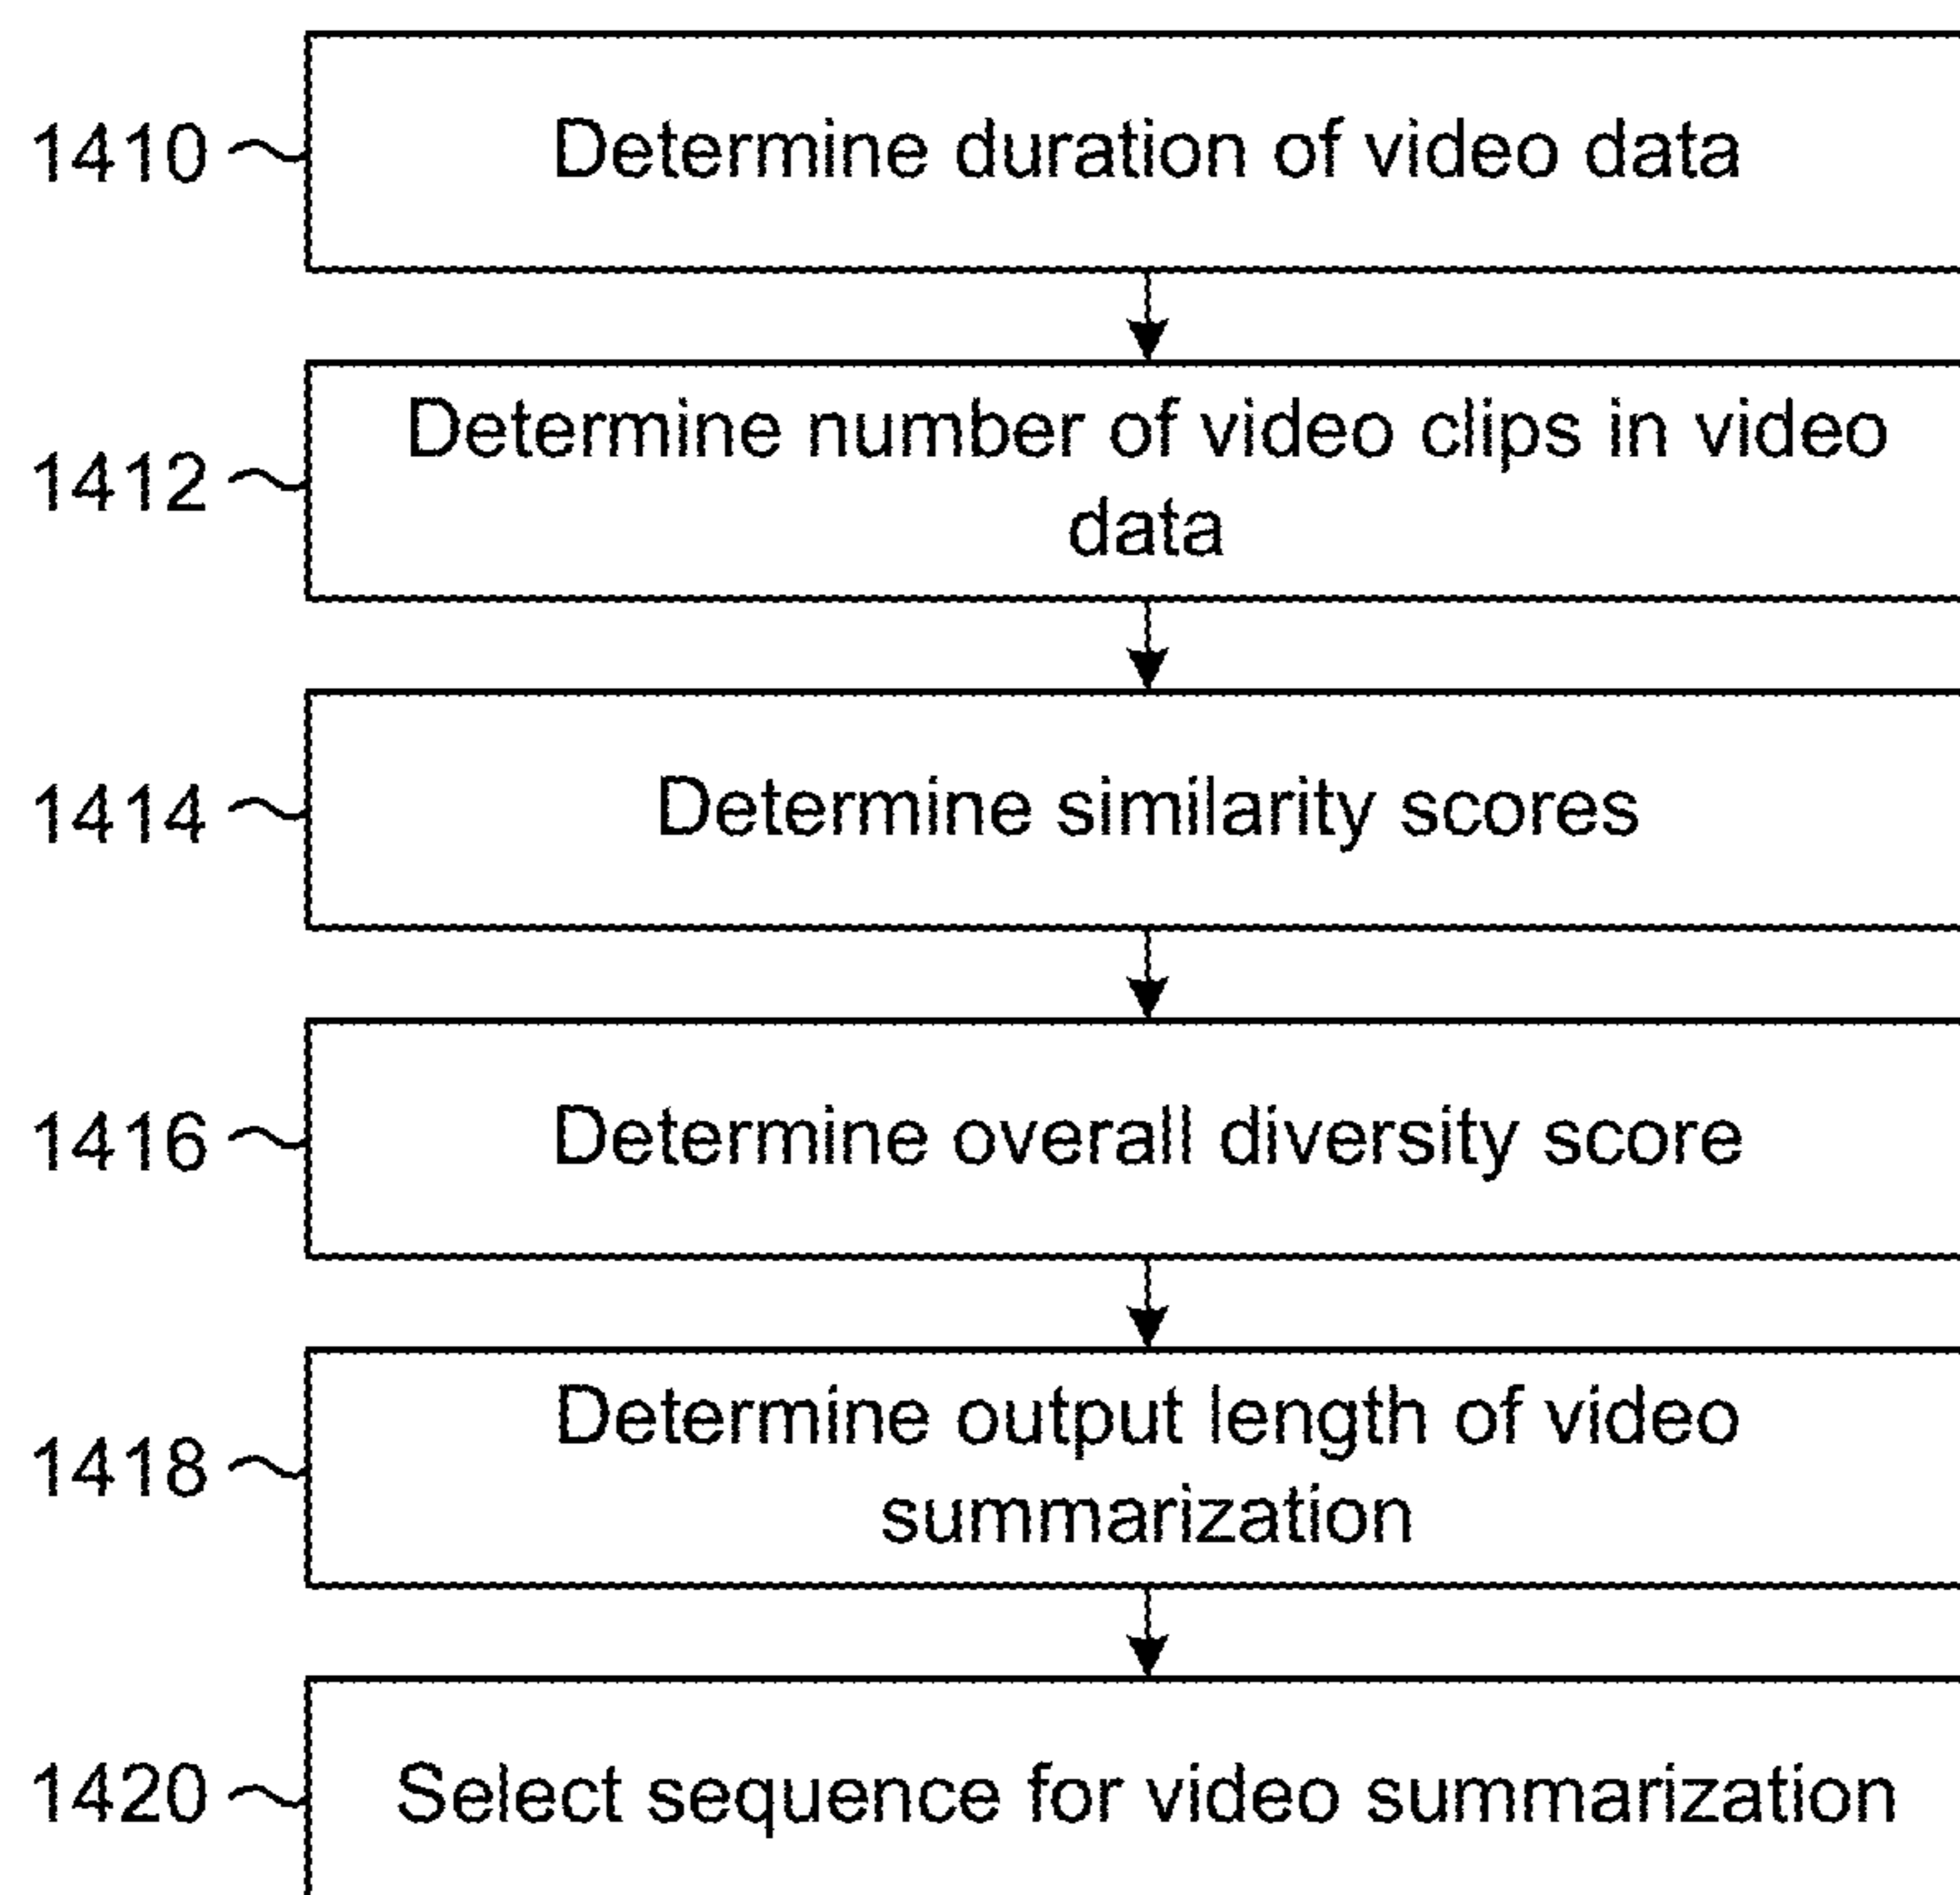 1410
Determine duration of video data
1412
Determine number of video clips in video
data
1414
Determine similarity scores
1416
Determine overall diversity score
1418
Determine output length of video
summarization
1420
Select sequence for video summarization